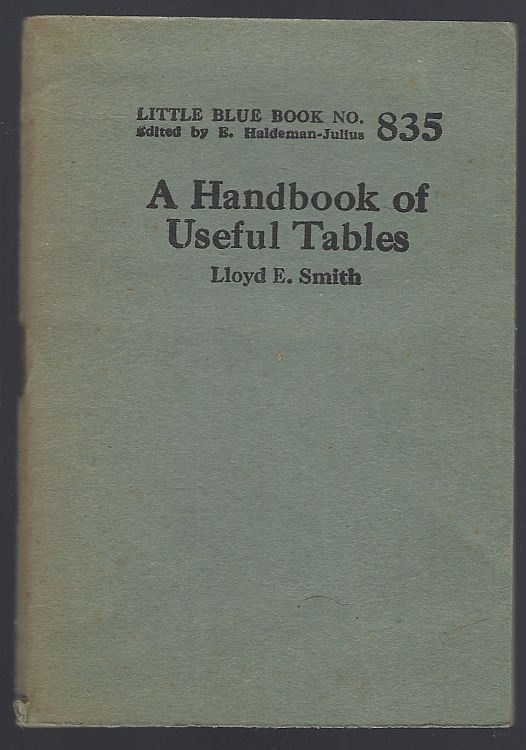 LITTLE BLUE BOOK NO. 835
Edited by E. Haldeman-Julius
A Handbook of
Useful Tables
Lloyd E. Smith